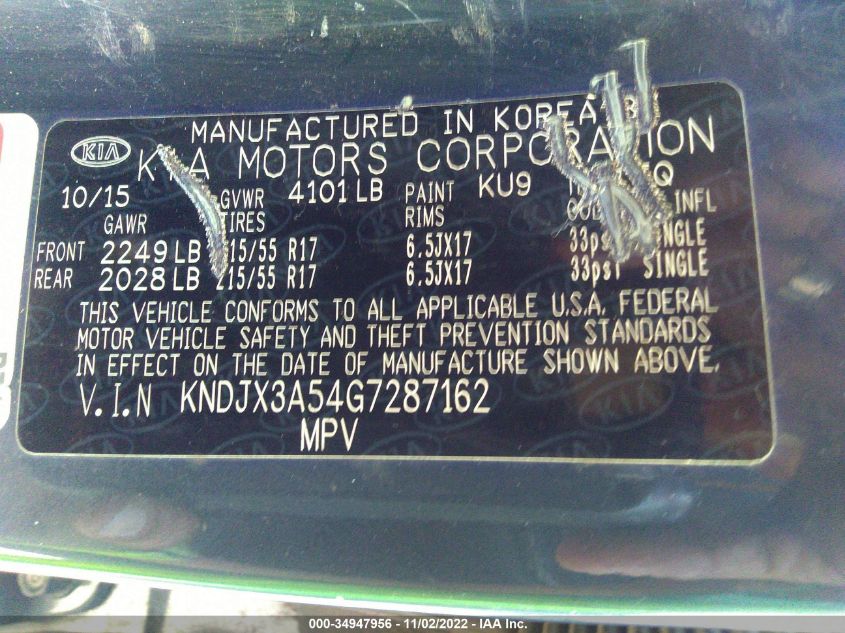 MANUFACTURED IN KOREA
KIA MOTORS CORPORATION
10/15 GVWR 4101 LB PAINT KU9
GAWR TIRES RIMS INFL
FRONT 2249 LB 215/55 R17 6.5JX17 33psi SINGLE
REAR 2028 LB 215/55 R17 6.5JX17 33psi SINGLE
THIS VEHICLE CONFORMS TO ALL APPLICABLE U.S.A. FEDERAL
MOTOR VEHICLE SAFETY AND THEFT PREVENTION STANDARDS
IN EFFECT ON THE DATE OF MANUFACTURE SHOWN ABOVE.
V.I.N KNDJX3A54G7287162
MPV
000-34947956 - 11/02/2022 - IAA Inc.